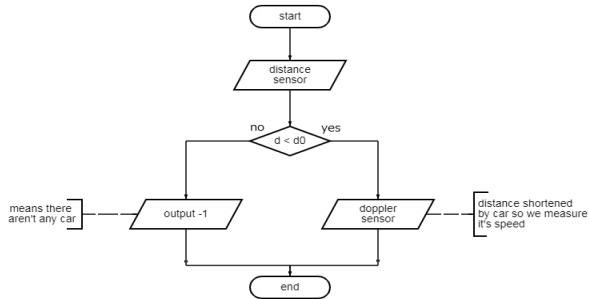 start
distance
sensor
no
yes
d < d0
means there
aren't any car
output -1
doppler
sensor
distance shortened
by car so we measure
it's speed
end